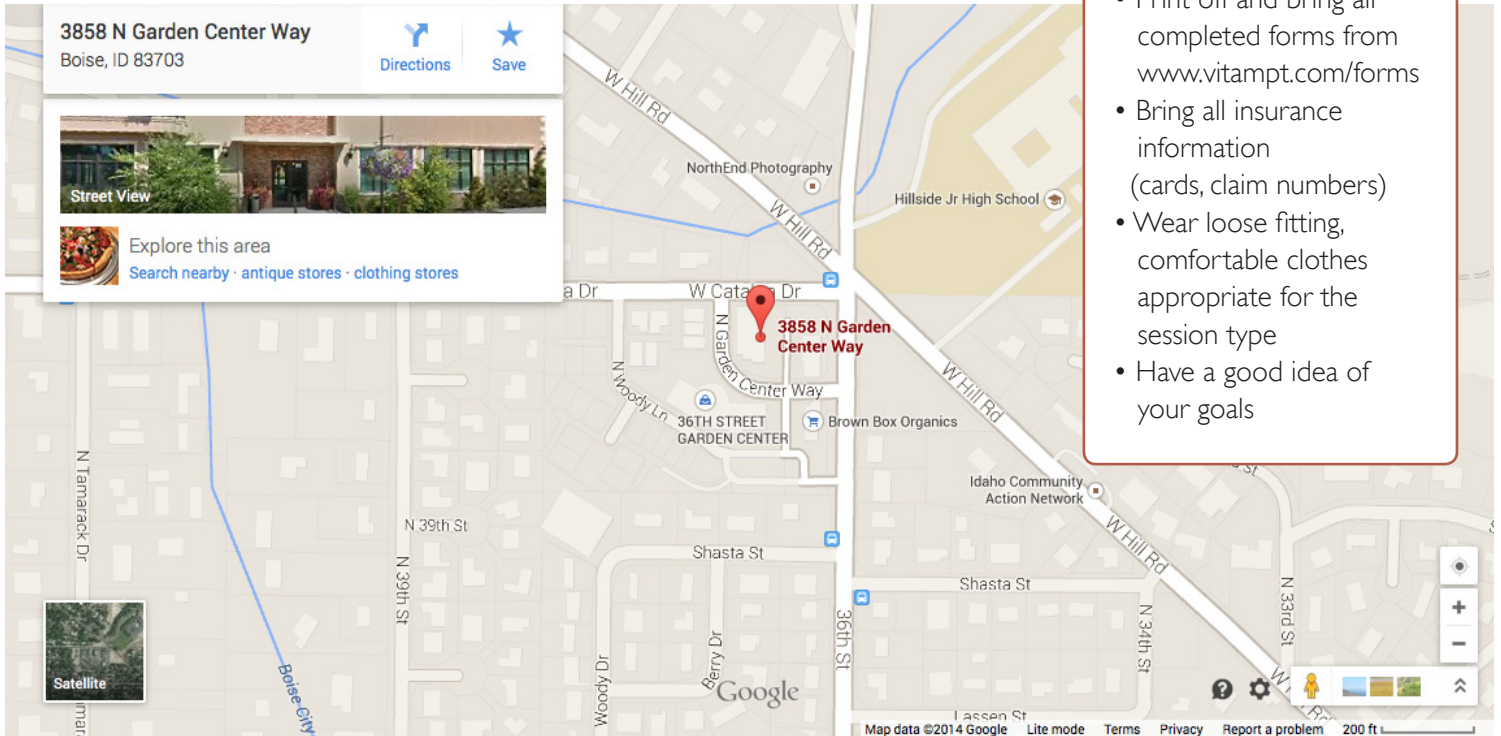 3858 N Garden Center Way
Boise, ID 83703
Directions
Save
Street View
Explore this area
Search nearby · antique stores · clothing stores
• Print off and bring all
completed forms from
www.vitampt.com/forms
• Bring all insurance
information
(cards, claim numbers)
• Wear loose fitting,
comfortable clothes
appropriate for the
session type
• Have a good idea of
your goals
W Hill Rd
NorthEnd Photography
Hillside Jr High School
W Hill Rd
a Dr
W Catalina Dr
3858 N Garden
Center Way
N Garden Center Way
W Hill Rd
N Woody Ln
36TH STREET
GARDEN CENTER
Brown Box Organics
N Tamarack Dr
Idaho Community
Action Network
N 39th St
W Hill Rd
Shasta St
N 39th St
Shasta St
36th St
N 34th St
N 33rd St
Berry Dr
Woody Dr
Boise City
Satellite
Google
Lassen St
Map data ©2014 Google Lite mode Terms Privacy Report a problem 200 ft